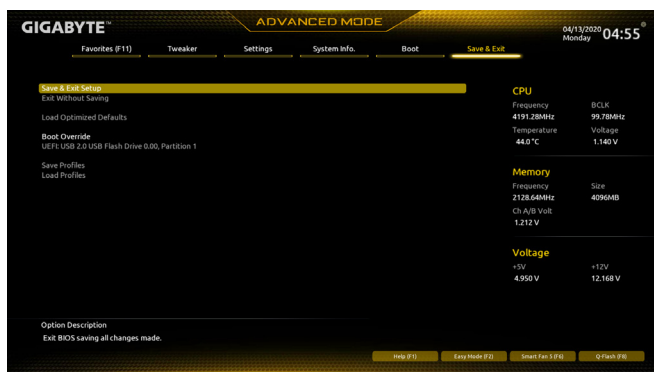 GIGABYTE™
ADVANCED MODE
04/13/2020
Monday
04:55
Favorites (F11) Tweaker Settings System Info. Boot Save & Exit
Save & Exit Setup
Exit Without Saving
Load Optimized Defaults
Boot Override
UEFI: USB 2.0 USB Flash Drive 0.00, Partition 1
Save Profiles
Load Profiles
CPU
Frequency BCLK
4191.28MHz 99.78MHz
Temperature Voltage
44.0 °C 1.140 V
Memory
Frequency Size
2128.64MHz 4096MB
Ch A/B Volt
1.212 V
Voltage
+5V +12V
4.950 V 12.168 V
Option Description
Exit BIOS saving all changes made.
Help (F1) Easy Mode (F2) Smart Fan 5 (F6) Q-Flash (F8)